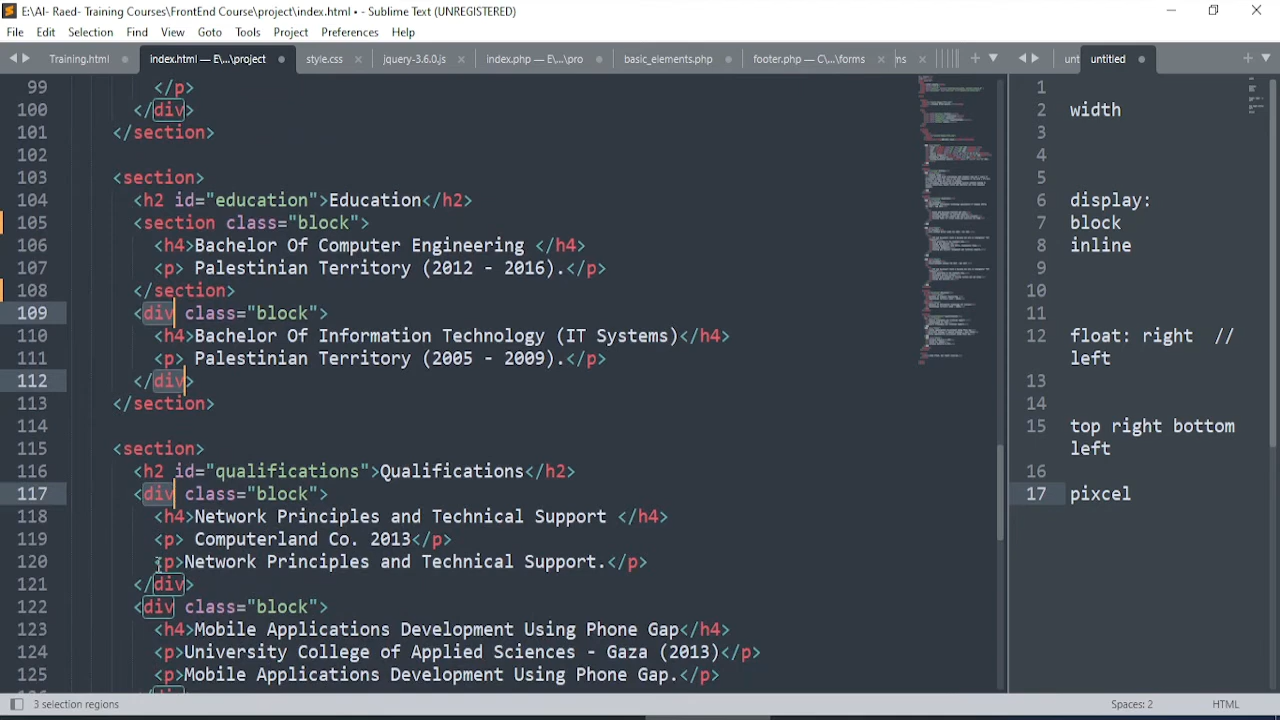 E:\AI- Raed- Training Courses\FrontEnd Course\project\index.html • - Sublime Text (UNREGISTERED)
File Edit Selection Find View Goto Tools Project Preferences Help
Training.html index.html — E:\...\project style.css jquery-3.6.0.js index.php — E:\...\pro basic_elements.php footer.php — C:\...\forms ns unt untitled
99 </p>
100 </div>
101 </section>
102
103 <section>
104 <h2 id="education">Education</h2>
105 <section class="block">
106 <h4>Bachelor Of Computer Engineering </h4>
107 <p> Palestinian Territory (2012 - 2016).</p>
108 </section>
109 <div class="block">
110 <h4>Bachelor Of Information Technology (IT Systems)</h4>
111 <p> Palestinian Territory (2005 - 2009).</p>
112 </div>
113 </section>
114
115 <section>
116 <h2 id="qualifications">Qualifications</h2>
117 <div class="block">
118 <h4>Network Principles and Technical Support </h4>
119 <p> Computerland Co. 2013</p>
120 <p>Network Principles and Technical Support.</p>
121 </div>
122 <div class="block">
123 <h4>Mobile Applications Development Using Phone Gap</h4>
124 <p>University College of Applied Sciences - Gaza (2013)</p>
125 <p>Mobile Applications Development Using Phone Gap.</p>
1
2 width
3
4
5
6 display:
7 block
8 inline
9
10
11
12 float: right //
left
13
14
15 top right bottom
left
16
17 pixcel
3 selection regions Spaces: 2 HTML